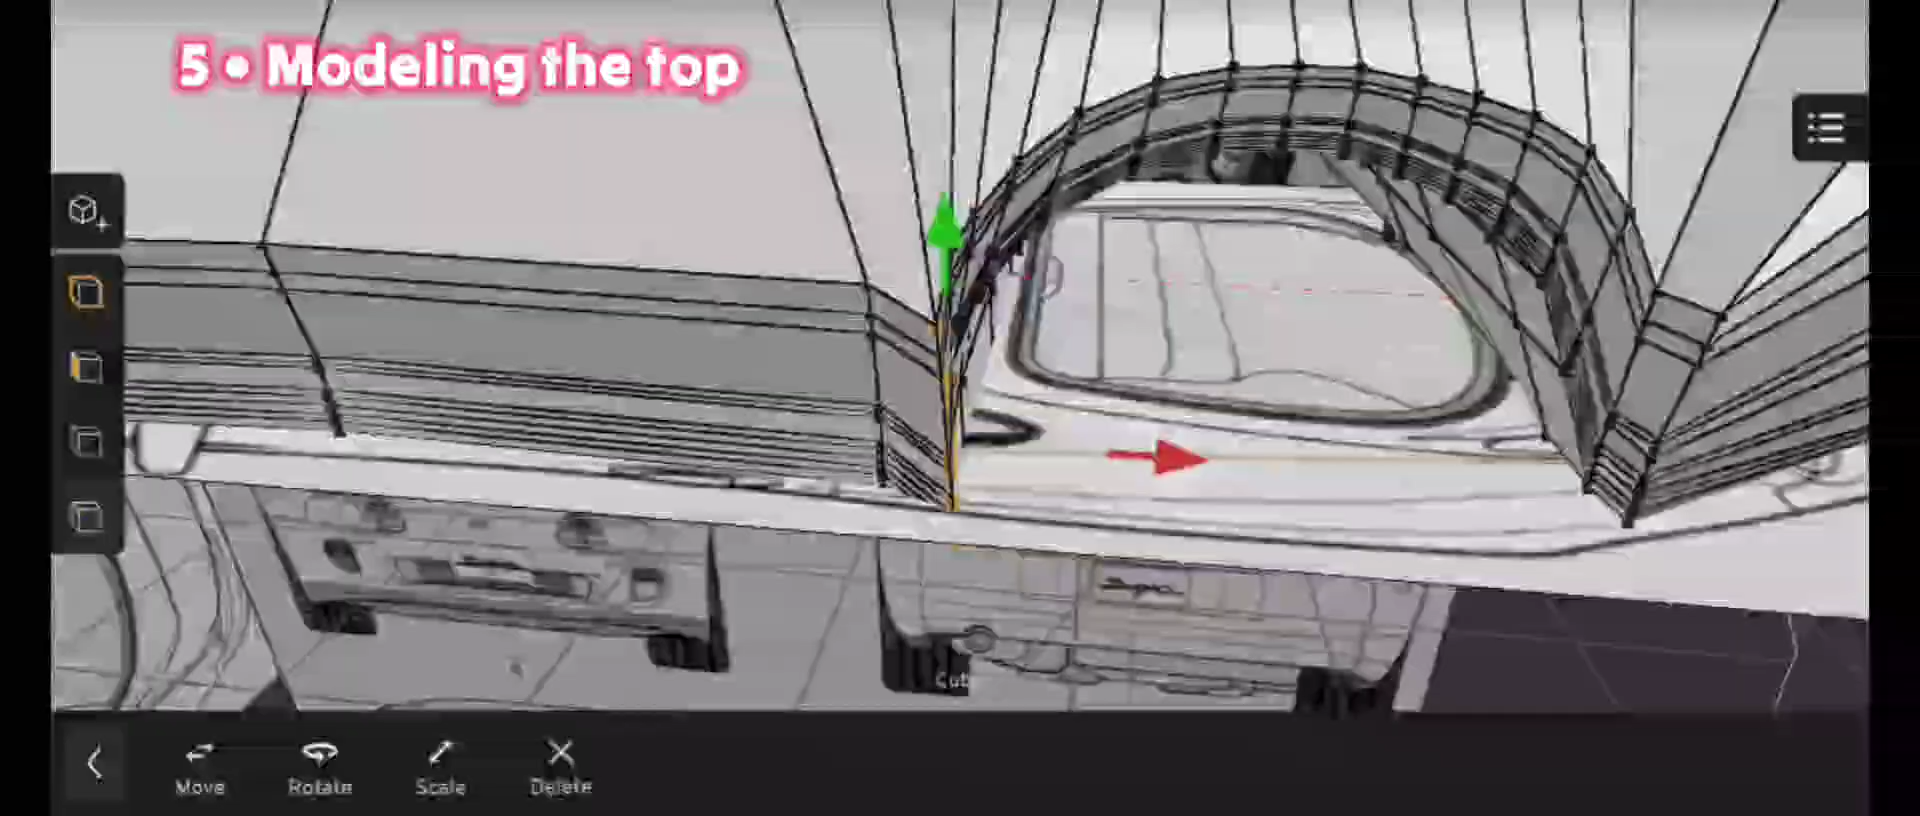 5 • Modeling the top
Move
Rotate
Scale
Delete